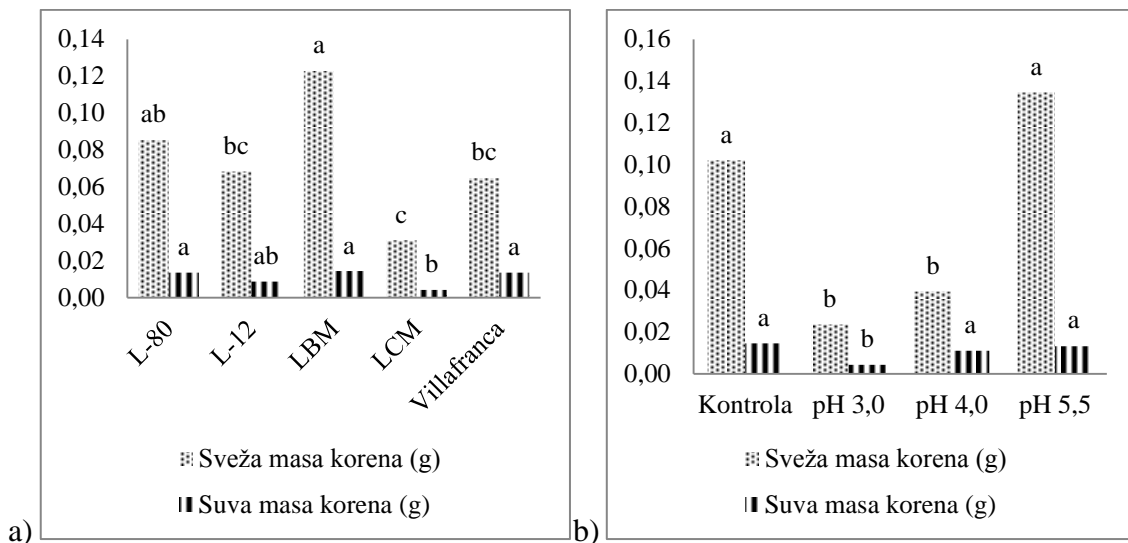 0,14
0,12
0,10
0,08
0,06
0,04
0,02
0,00
ab
a
bc
ab
a
a
c
b
bc
a
L-80
L-12
LBM
LCM
Villafranca
Sveža masa korena (g)
Suva masa korena (g)
a)
0,16
0,14
0,12
0,10
0,08
0,06
0,04
0,02
0,00
a
a
b
b
b
a
a
a
Kontrola pH 3,0 pH 4,0 pH 5,5
Sveža masa korena (g)
Suva masa korena (g)
b)